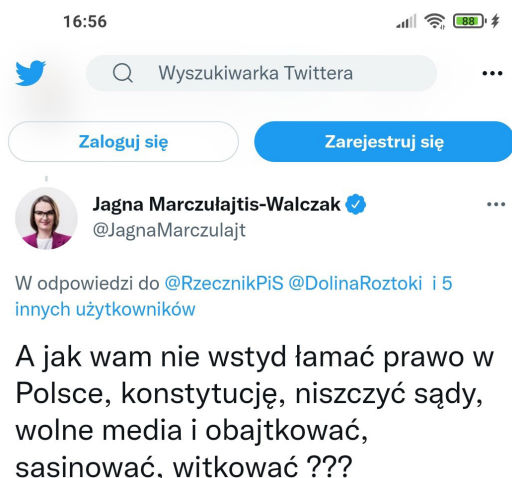 16:56
88
Wyszukiwarka Twittera
Zaloguj się
Zarejestruj się
Jagna Marczułajtis-Walczak
@JagnaMarczulajt
W odpowiedzi do @RzecznikPiS @DolinaRoztoki i 5
innych użytkowników
A jak wam nie wstyd łamać prawo w
Polsce, konstytucję, niszczyć sądy,
wolne media i obajtkować,
sasinować, witkować ???